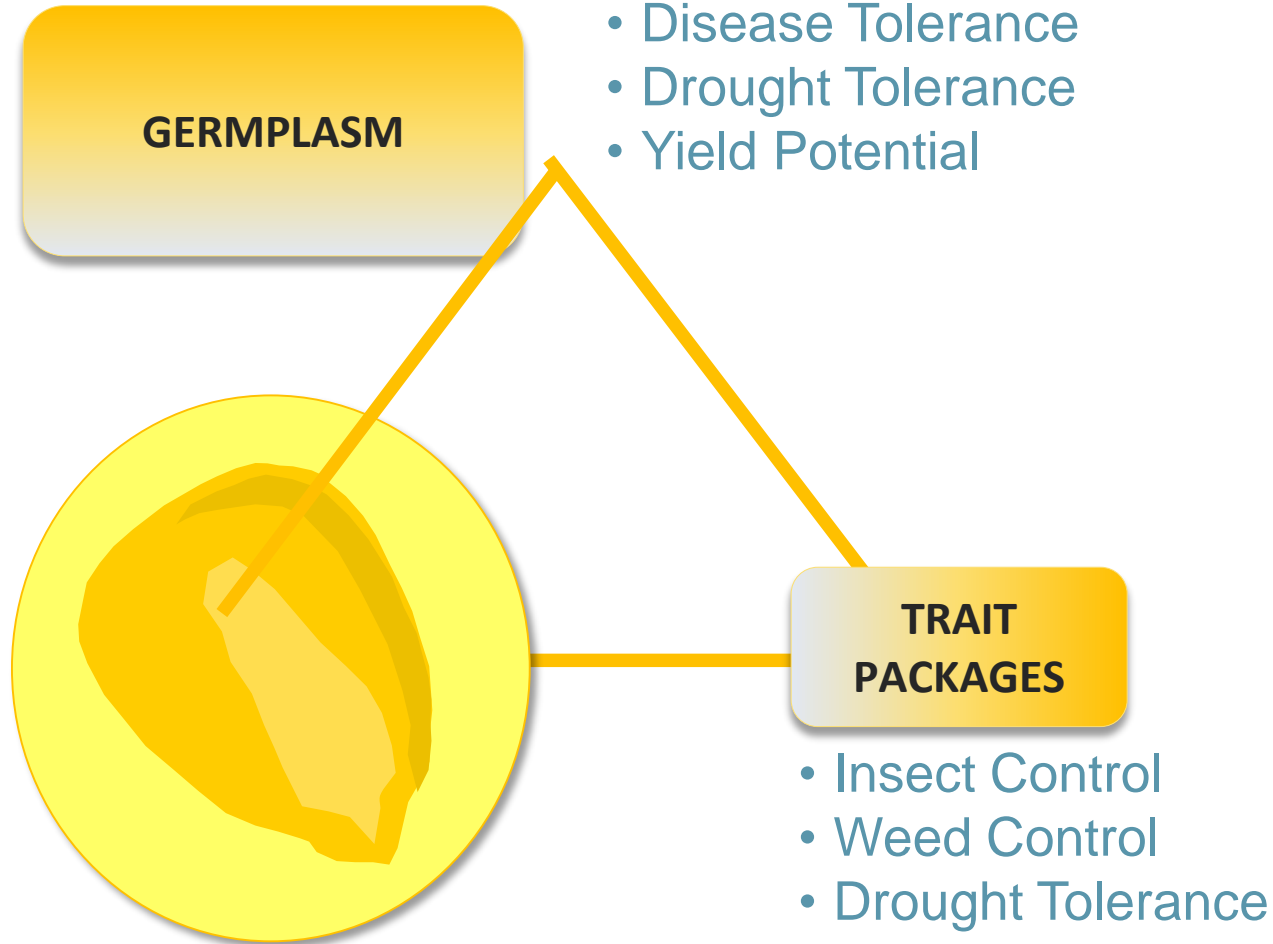 GERMPLASM
• Disease Tolerance
• Drought Tolerance
• Yield Potential
TRAIT
PACKAGES
• Insect Control
• Weed Control
• Drought Tolerance